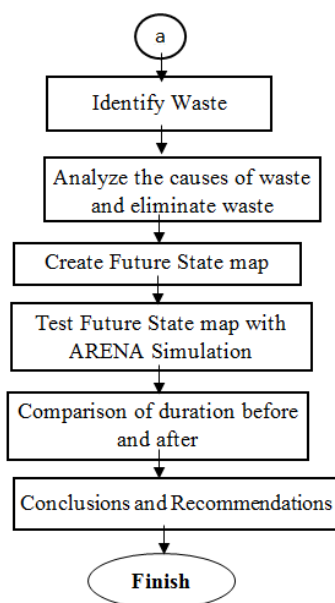 a
Identify Waste
Analyze the causes of waste
and eliminate waste
Create Future State map
Test Future State map with
ARENA Simulation
Comparison of duration before
and after
Conclusions and Recommendations
Finish